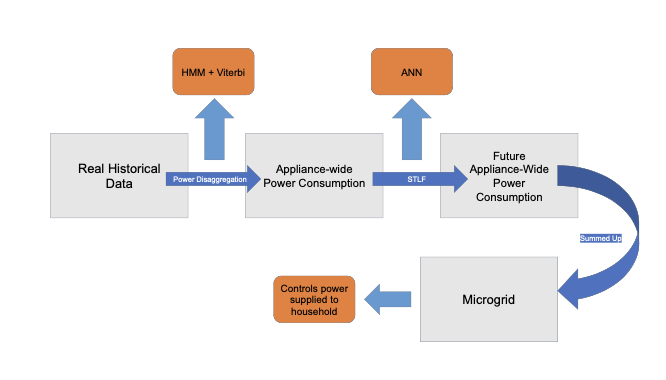 HMM + Viterbi
ANN
Real Historical
Data
Power Disaggregation
Appliance-wide
Power Consumption
STLF
Future
Appliance-Wide
Power
Consumption
Summed Up
Controls power
supplied to
household
Microgrid